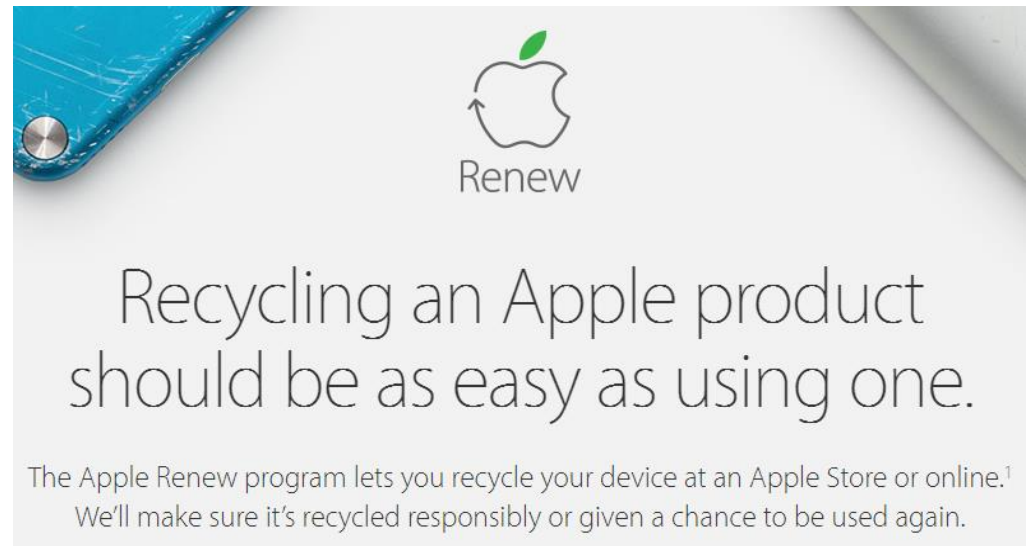 Renew
Recycling an Apple product
should be as easy as using one.
The Apple Renew program lets you recycle your device at an Apple Store or online.¹
We’ll make sure it’s recycled responsibly or given a chance to be used again.